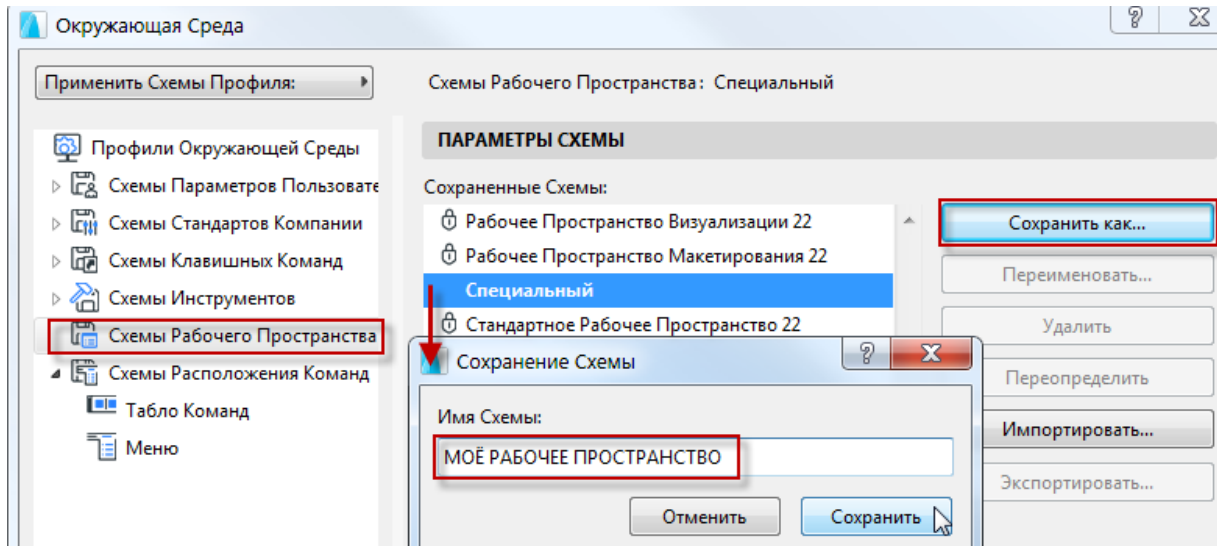 Окружающая Среда
Применить Схемы Профиля:
Схемы Рабочего Пространства: Специальный
Профили Окружающей Среды
Схемы Параметров Пользовате
Схемы Стандартов Компании
Схемы Клавишных Команд
Схемы Инструментов
Схемы Рабочего Пространства
Схемы Расположения Команд
Табло Команд
Меню
ПАРАМЕТРЫ СХЕМЫ
Сохраненные Схемы:
Рабочее Пространство Визуализации 22
Рабочее Пространство Макетирования 22
Специальный
Стандартное Рабочее Пространство 22
Сохранить как...
Переименовать...
Удалить
Переопределить
Импортировать...
Экспортировать...
Сохранение Схемы
Имя Схемы:
МОЁ РАБОЧЕЕ ПРОСТРАНСТВО
Отменить
Сохранить